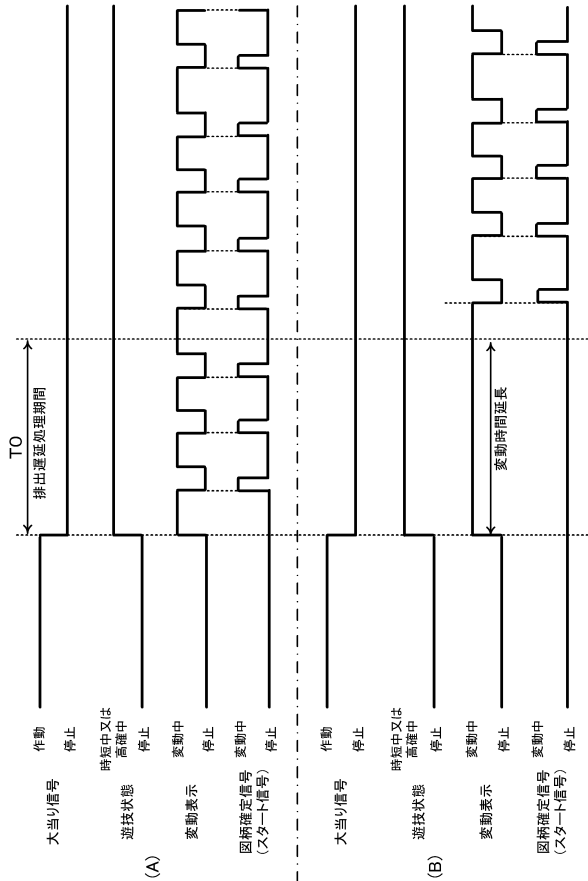 TO
排出遅延処理期間
大当り信号
作動
停止
遊技状態
時短中又は
高確中
停止
変動表示
変動中
停止
図柄確定信号
(スタート信号)
変動中
停止
(A)
変動時間延長
大当り信号
作動
停止
遊技状態
時短中又は
高確中
停止
変動表示
変動中
停止
図柄確定信号
(スタート信号)
変動中
停止
(B)